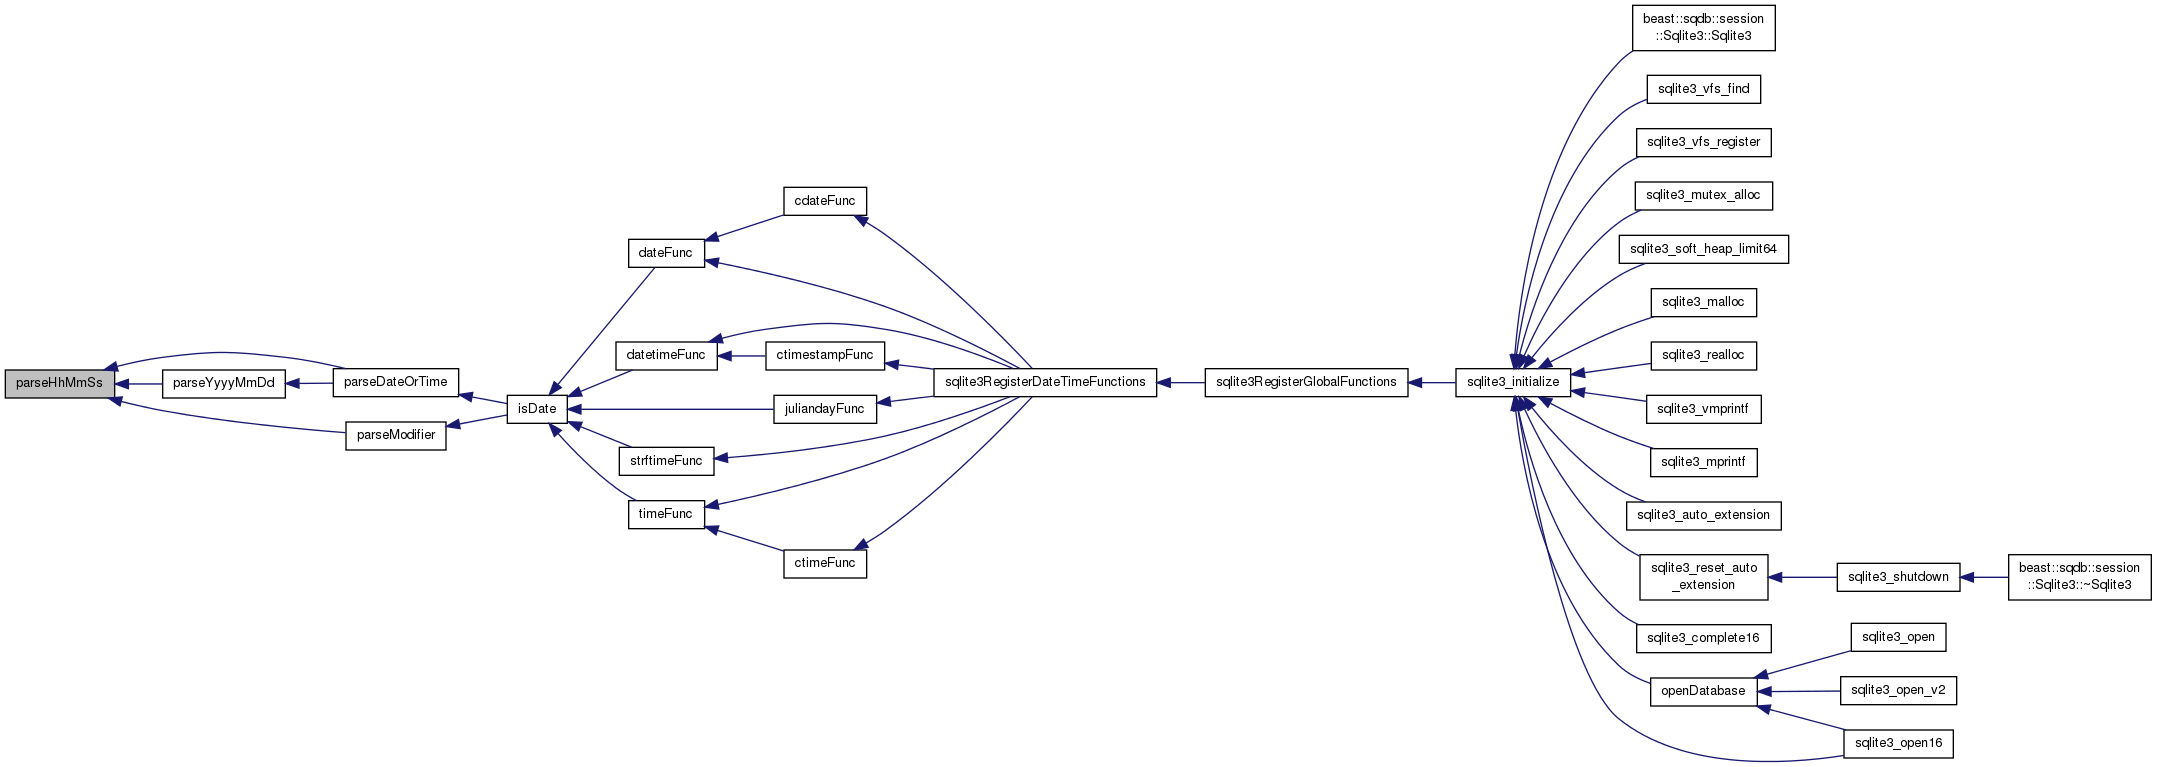 parseHhMmSs
parseYyyyMmDd
parseDateOrTime
parseModifier
isDate
dateFunc
datetimeFunc
strftimeFunc
timeFunc
cdateFunc
ctimestampFunc
juliandayFunc
ctimeFunc
sqlite3RegisterDateTimeFunctions
sqlite3RegisterGlobalFunctions
sqlite3_initialize
beast::sqdb::session
::Sqlite3::Sqlite3
sqlite3_vfs_find
sqlite3_vfs_register
sqlite3_mutex_alloc
sqlite3_soft_heap_limit64
sqlite3_malloc
sqlite3_realloc
sqlite3_vmprintf
sqlite3_mprintf
sqlite3_auto_extension
sqlite3_reset_auto
_extension
sqlite3_complete16
openDatabase
sqlite3_shutdown
sqlite3_open
sqlite3_open_v2
sqlite3_open16
beast::sqdb::session
::Sqlite3::~Sqlite3